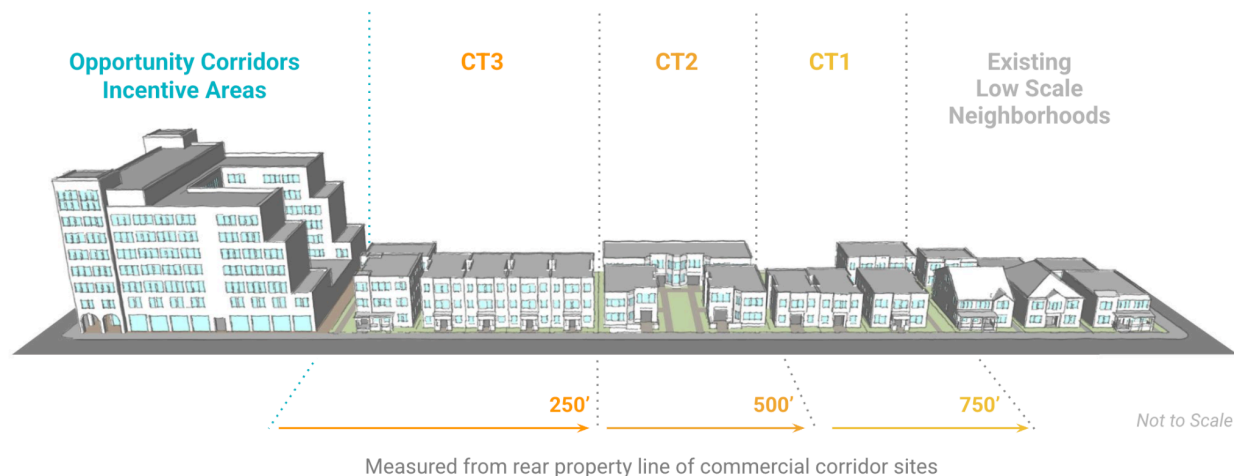 Opportunity Corridors
Incentive Areas
CT3
CT2
CT1
Existing
Low Scale
Neighborhoods
250’
500’
750’
Not to Scale
Measured from rear property line of commercial corridor sites